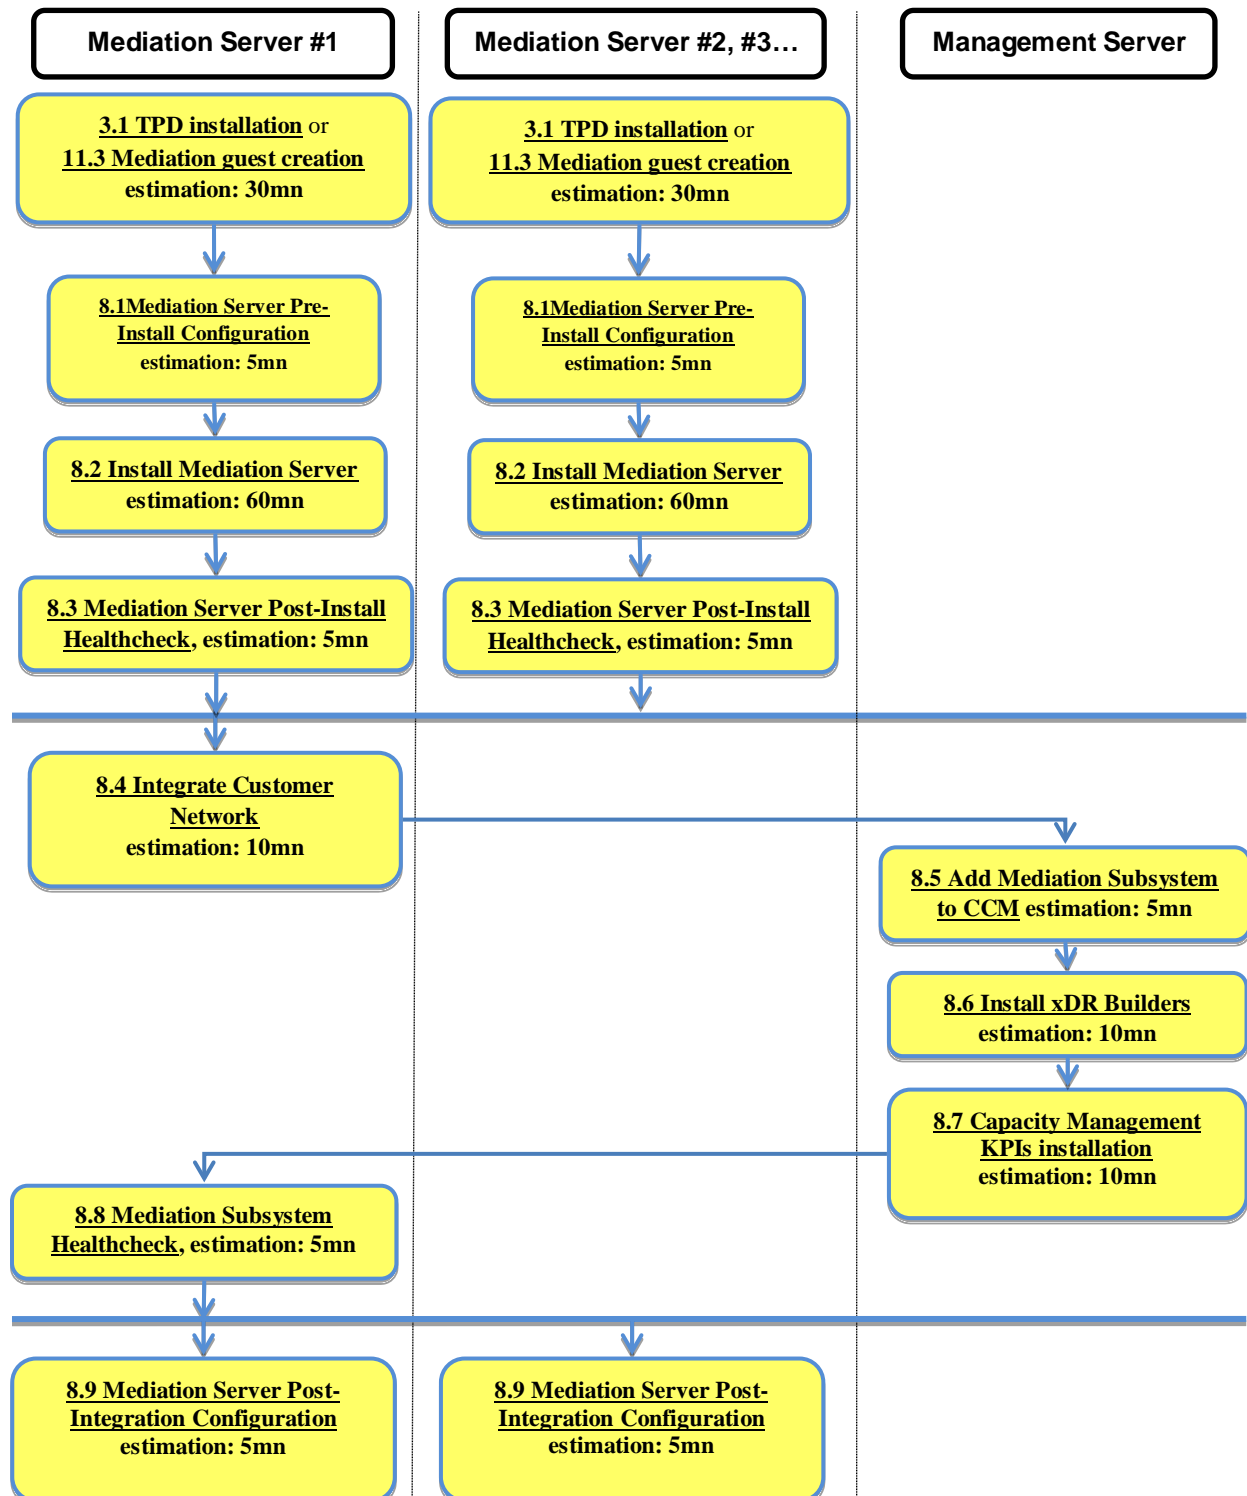 Mediation Server #1
Mediation Server #2, #3…
Management Server
3.1 TPD installation or
11.3 Mediation guest creation
estimation: 30mn
3.1 TPD installation or
11.3 Mediation guest creation
estimation: 30mn
8.1Mediation Server Pre-
Install Configuration
estimation: 5mn
8.1Mediation Server Pre-
Install Configuration
estimation: 5mn
8.2 Install Mediation Server
estimation: 60mn
8.2 Install Mediation Server
estimation: 60mn
8.3 Mediation Server Post-Install
Healthcheck, estimation: 5mn
8.3 Mediation Server Post-Install
Healthcheck, estimation: 5mn
8.4 Integrate Customer
Network
estimation: 10mn
8.5 Add Mediation Subsystem
to CCM estimation: 5mn
8.6 Install xDR Builders
estimation: 10mn
8.7 Capacity Management
KPIs installation
estimation: 10mn
8.8 Mediation Subsystem
Healthcheck, estimation: 5mn
8.9 Mediation Server Post-
Integration Configuration
estimation: 5mn
8.9 Mediation Server Post-
Integration Configuration
estimation: 5mn